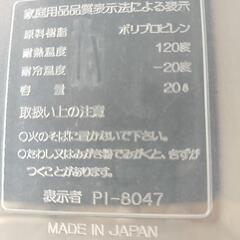 家庭用品品質表示法による表示
原料樹脂 ポリプロピレン
耐熱温度 120度
耐冷温度 -20度
容量 20ℓ
取扱い上の注意
○火のそばに置かないで下さい。
○たわし又はみがき粉でみがくと、きずが
つくことがあります。
表示者 PI-8047
MADE IN JAPAN